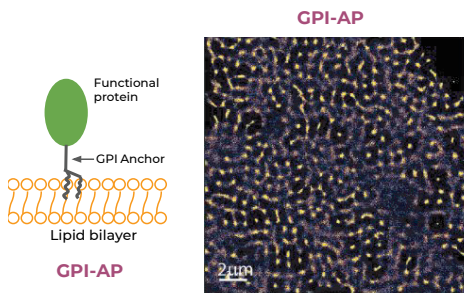 GPI-AP
Functional
protein
GPI Anchor
Lipid bilayer
GPI-AP
2μm